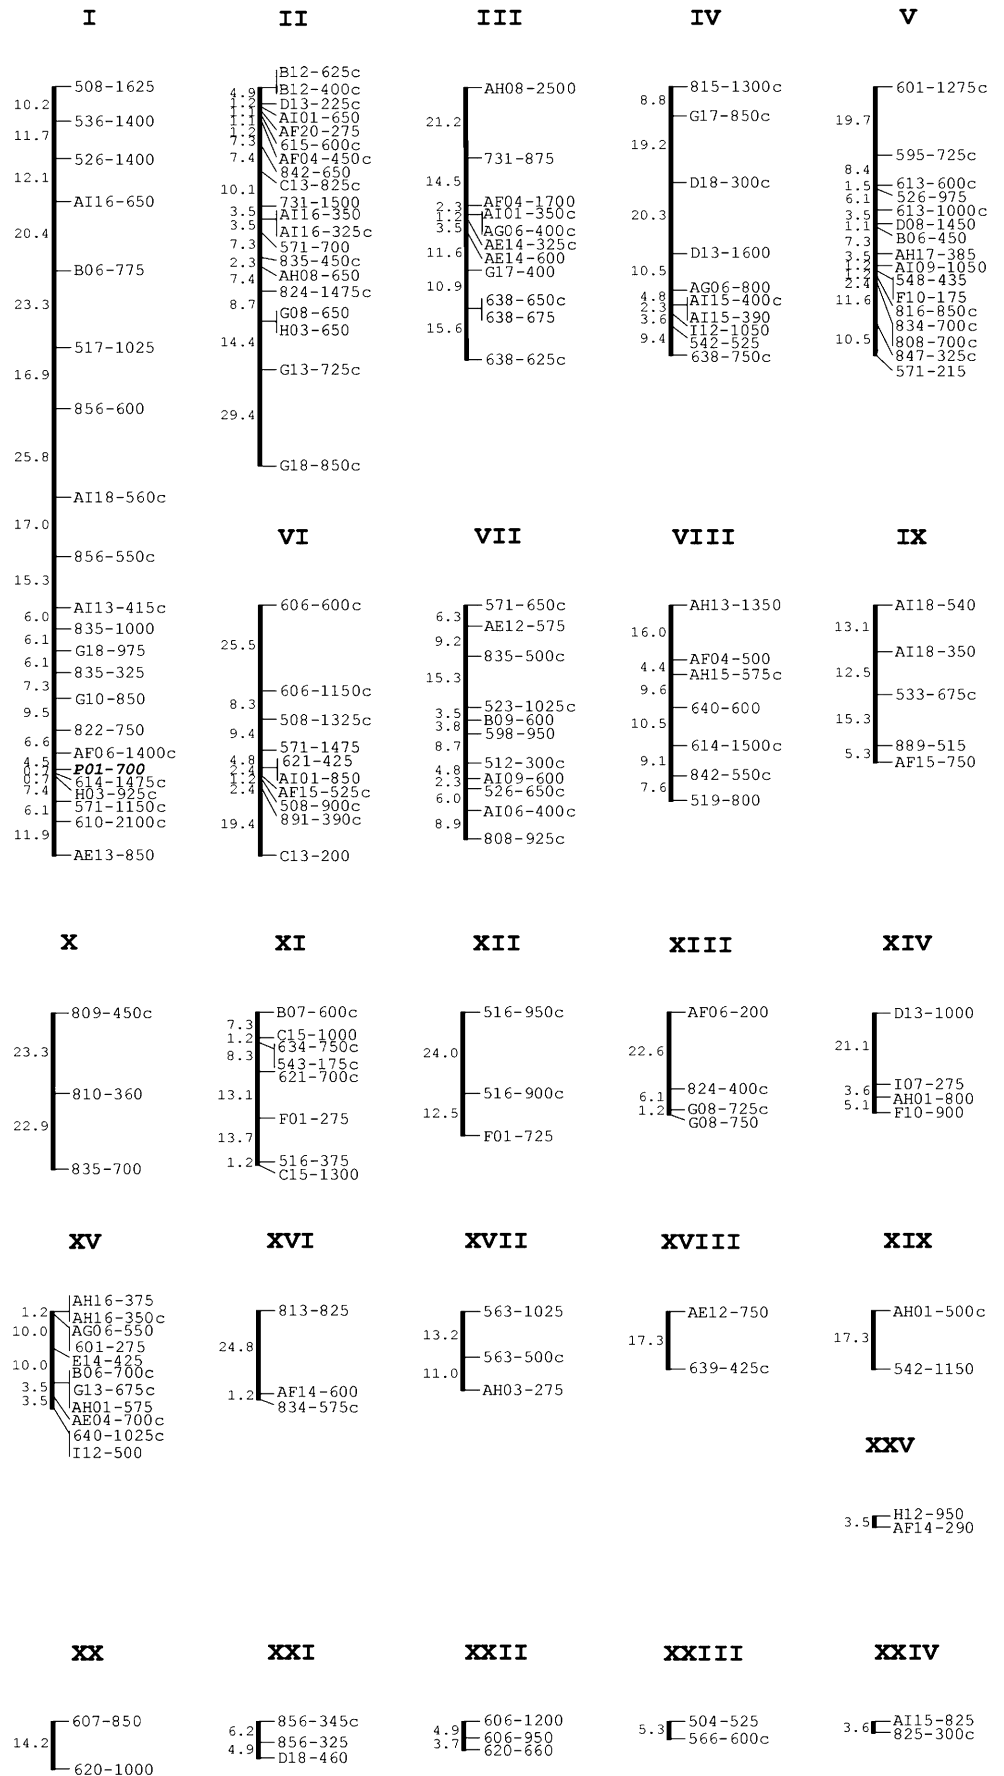 I
10.2
11.7
12.1
20.4
23.3
16.9
25.8
17.0
15.3
6.0
6.1
6.1
7.3
9.5
6.6
4.5
0.7
0.7
7.4
6.1
11.9
508-1625
536-1400
526-1400
AI16-650
B06-775
517-1025
856-600
AI18-560c
856-550c
AI13-415c
835-1000
G18-975
835-325
G10-850
822-750
AF06-1400c
P01-700
614-1475c
H03-925c
571-1150c
610-2100c
AE13-850
II
4.9
1.2
1.1
1.1
1.2
7.3
7.4
10.1
3.5
3.5
7.3
2.3
7.4
8.7
14.4
29.4
B12-625c
B12-400c
D13-225c
AI01-650
AF20-275
615-600c
AF04-450c
842-650
C13-825c
731-1500
AI16-350
AI16-325c
571-700
835-450c
AH08-650
824-1475c
G08-650
H03-650
G13-725c
G18-850c
III
21.2
14.5
2.3
1.2
3.5
11.6
10.9
15.6
AH08-2500
731-875
AF04-1700
AI01-350c
AG06-400c
AE14-325c
AE14-600
G17-400
638-650c
638-675
638-625c
IV
8.8
19.2
20.3
10.5
4.8
2.3
3.6
9.4
815-1300c
G17-850c
D18-300c
D13-1600
AG06-800
AI15-400c
AI15-390
I12-1050
542-525
638-750c
V
19.7
8.4
1.5
6.1
3.5
1.1
7.3
3.5
1.2
1.2
2.4
11.6
10.5
601-1275c
595-725c
613-600c
526-975
613-1000c
D08-1450
B06-450
AH17-385
AI09-1050
548-435
F10-175
816-850c
834-700c
808-700c
847-325c
571-215
VI
25.5
8.3
9.4
4.8
2.4
1.2
2.4
19.4
606-600c
606-1150c
508-1325c
571-1475
621-425
AI01-850
AF15-525c
508-900c
891-390c
C13-200
VII
6.3
9.2
15.3
3.5
3.8
8.7
4.8
2.3
6.0
8.9
571-650c
AE12-575
835-500c
523-1025c
B09-600
598-950
512-300c
AI09-600
526-650c
AI06-400c
808-925c
VIII
16.0
4.4
9.6
10.5
9.1
7.6
AH13-1350
AF04-500
AH15-575c
640-600
614-1500c
842-550c
519-800
IX
13.1
12.5
15.3
5.3
AI18-540
AI18-350
533-675c
889-515
AF15-750
X
23.3
22.9
809-450c
810-360
835-700
XI
7.3
1.2
8.3
13.1
13.7
1.2
B07-600c
C15-1000
634-750c
543-175c
621-700c
F01-275
516-375
C15-1300
XII
24.0
12.5
516-950c
516-900c
F01-725
XIII
22.6
6.1
1.2
AF06-200
824-400c
G08-725c
G08-750
XIV
21.1
3.6
5.1
D13-1000
I07-275
AH01-800
F10-900
XV
1.2
10.0
10.0
3.5
3.5
AH16-375
AH16-350c
AG06-550
601-275
E14-425
B06-700c
G13-675c
AH01-575
AE04-700c
640-1025c
I12-500
XVI
24.8
1.2
813-825
AF14-600
834-575c
XVII
13.2
11.0
563-1025
563-500c
AH03-275
XVIII
17.3
AE12-750
639-425c
XIX
17.3
AH01-500c
542-1150
XXV
3.5
H12-950
AF14-290
XX
14.2
607-850
620-1000
XXI
6.2
4.9
856-345c
856-325
D18-460
XXII
4.9
3.7
606-1200
606-950
620-660
XXIII
5.3
504-525
566-600c
XXIV
3.6
AI15-825
825-300c